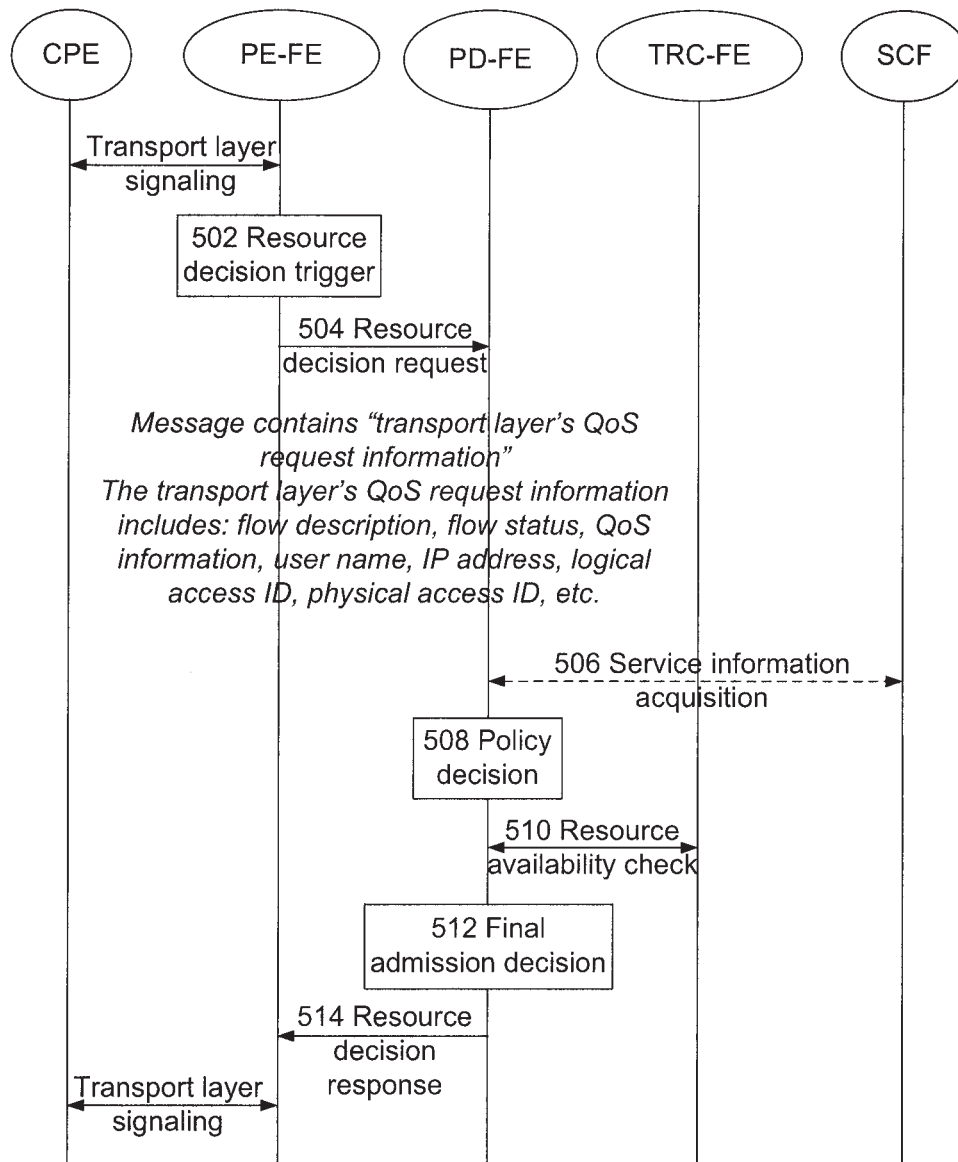 CPE
PE-FE
PD-FE
TRC-FE
SCF
Transport layer
signaling
502 Resource
decision trigger
504 Resource
decision request
Message contains “transport layer’s QoS
request information”
The transport layer’s QoS request information
includes: flow description, flow status, QoS
information, user name, IP address, logical
access ID, physical access ID, etc.
506 Service information
acquisition
508 Policy
decision
510 Resource
availability check
512 Final
admission decision
514 Resource
decision
response
Transport layer
signaling